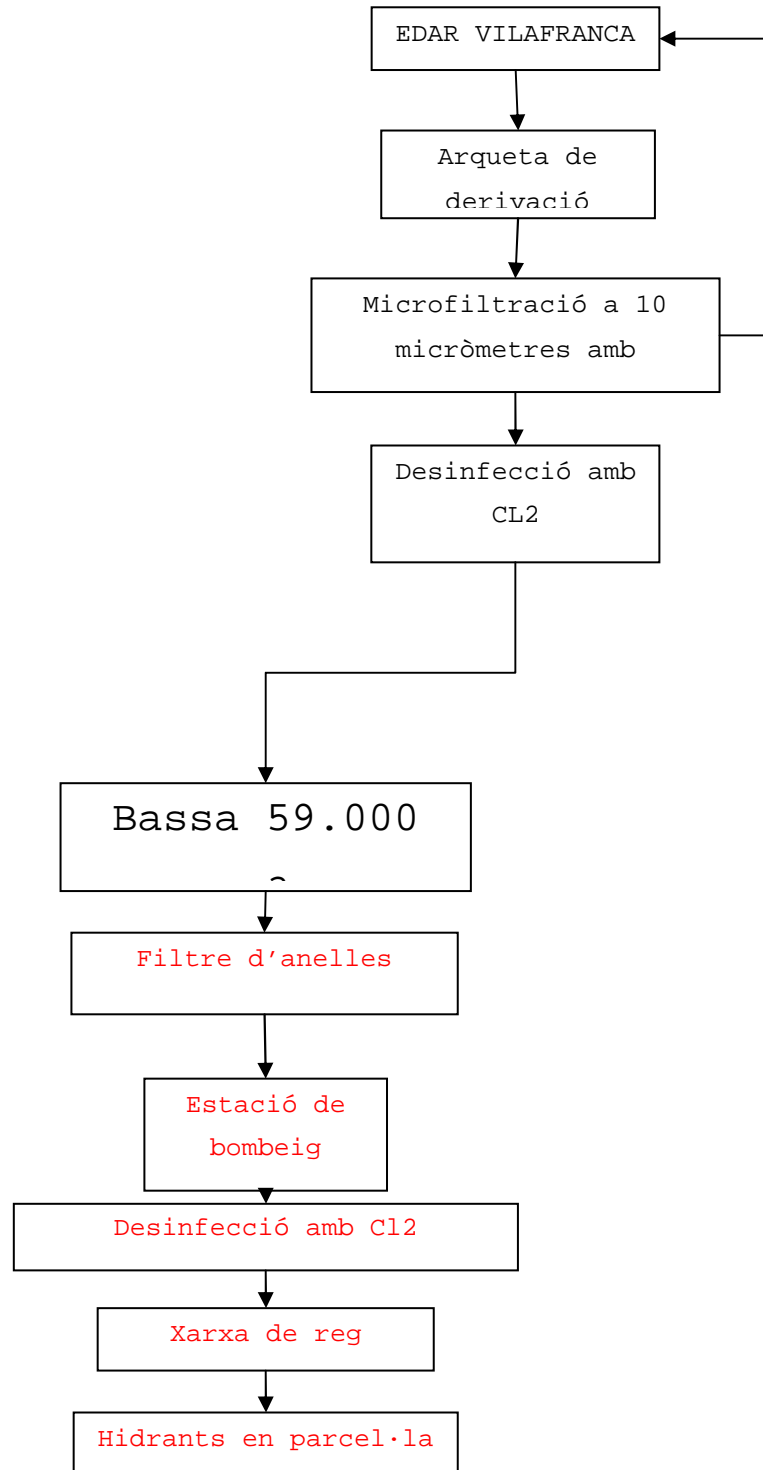 EDAR VILAFRANCA
Arqueta de
derivació
Microfiltració a 10
micròmetres amb
Desinfecció amb
CL2
Bassa 59.000
Filtre d’anelles
Estació de
bombeig
Desinfecció amb Cl2
Xarxa de reg
Hidrants en parcel·la